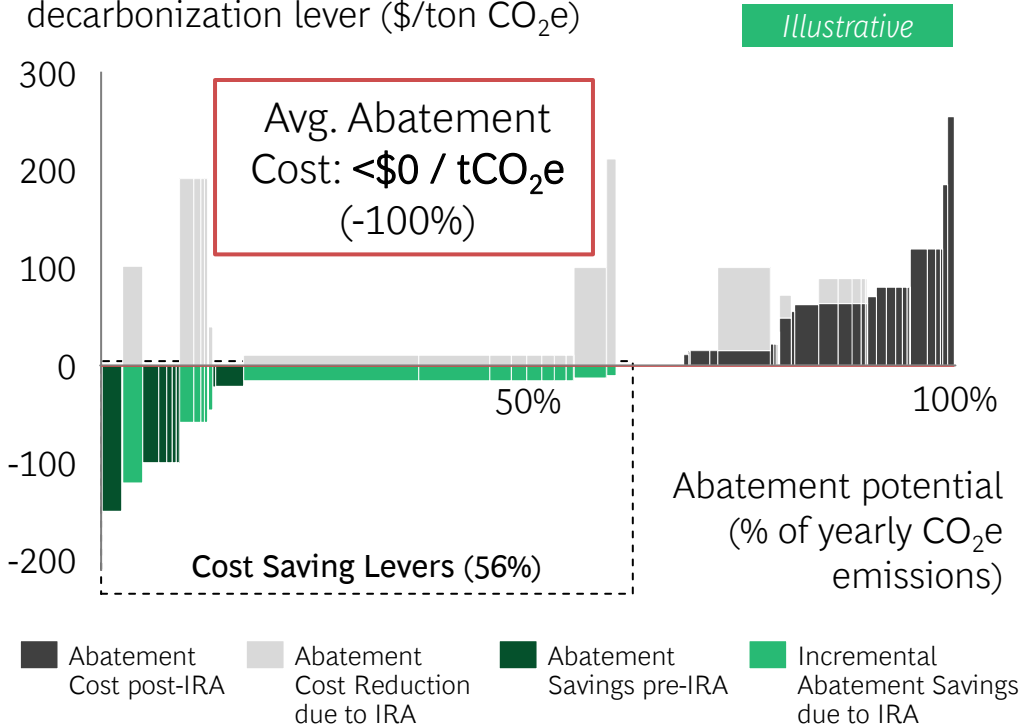 decarbonization lever ($/ton CO₂e)
Illustrative
300
200
100
0
-100
-200
Avg. Abatement
Cost: <$0 / tCO₂e
(-100%)
50%
100%
Abatement potential
(% of yearly CO₂e
emissions)
Cost Saving Levers (56%)
Abatement
Cost post-IRA
Abatement
Cost Reduction
due to IRA
Abatement
Savings pre-IRA
Incremental
Abatement Savings
due to IRA